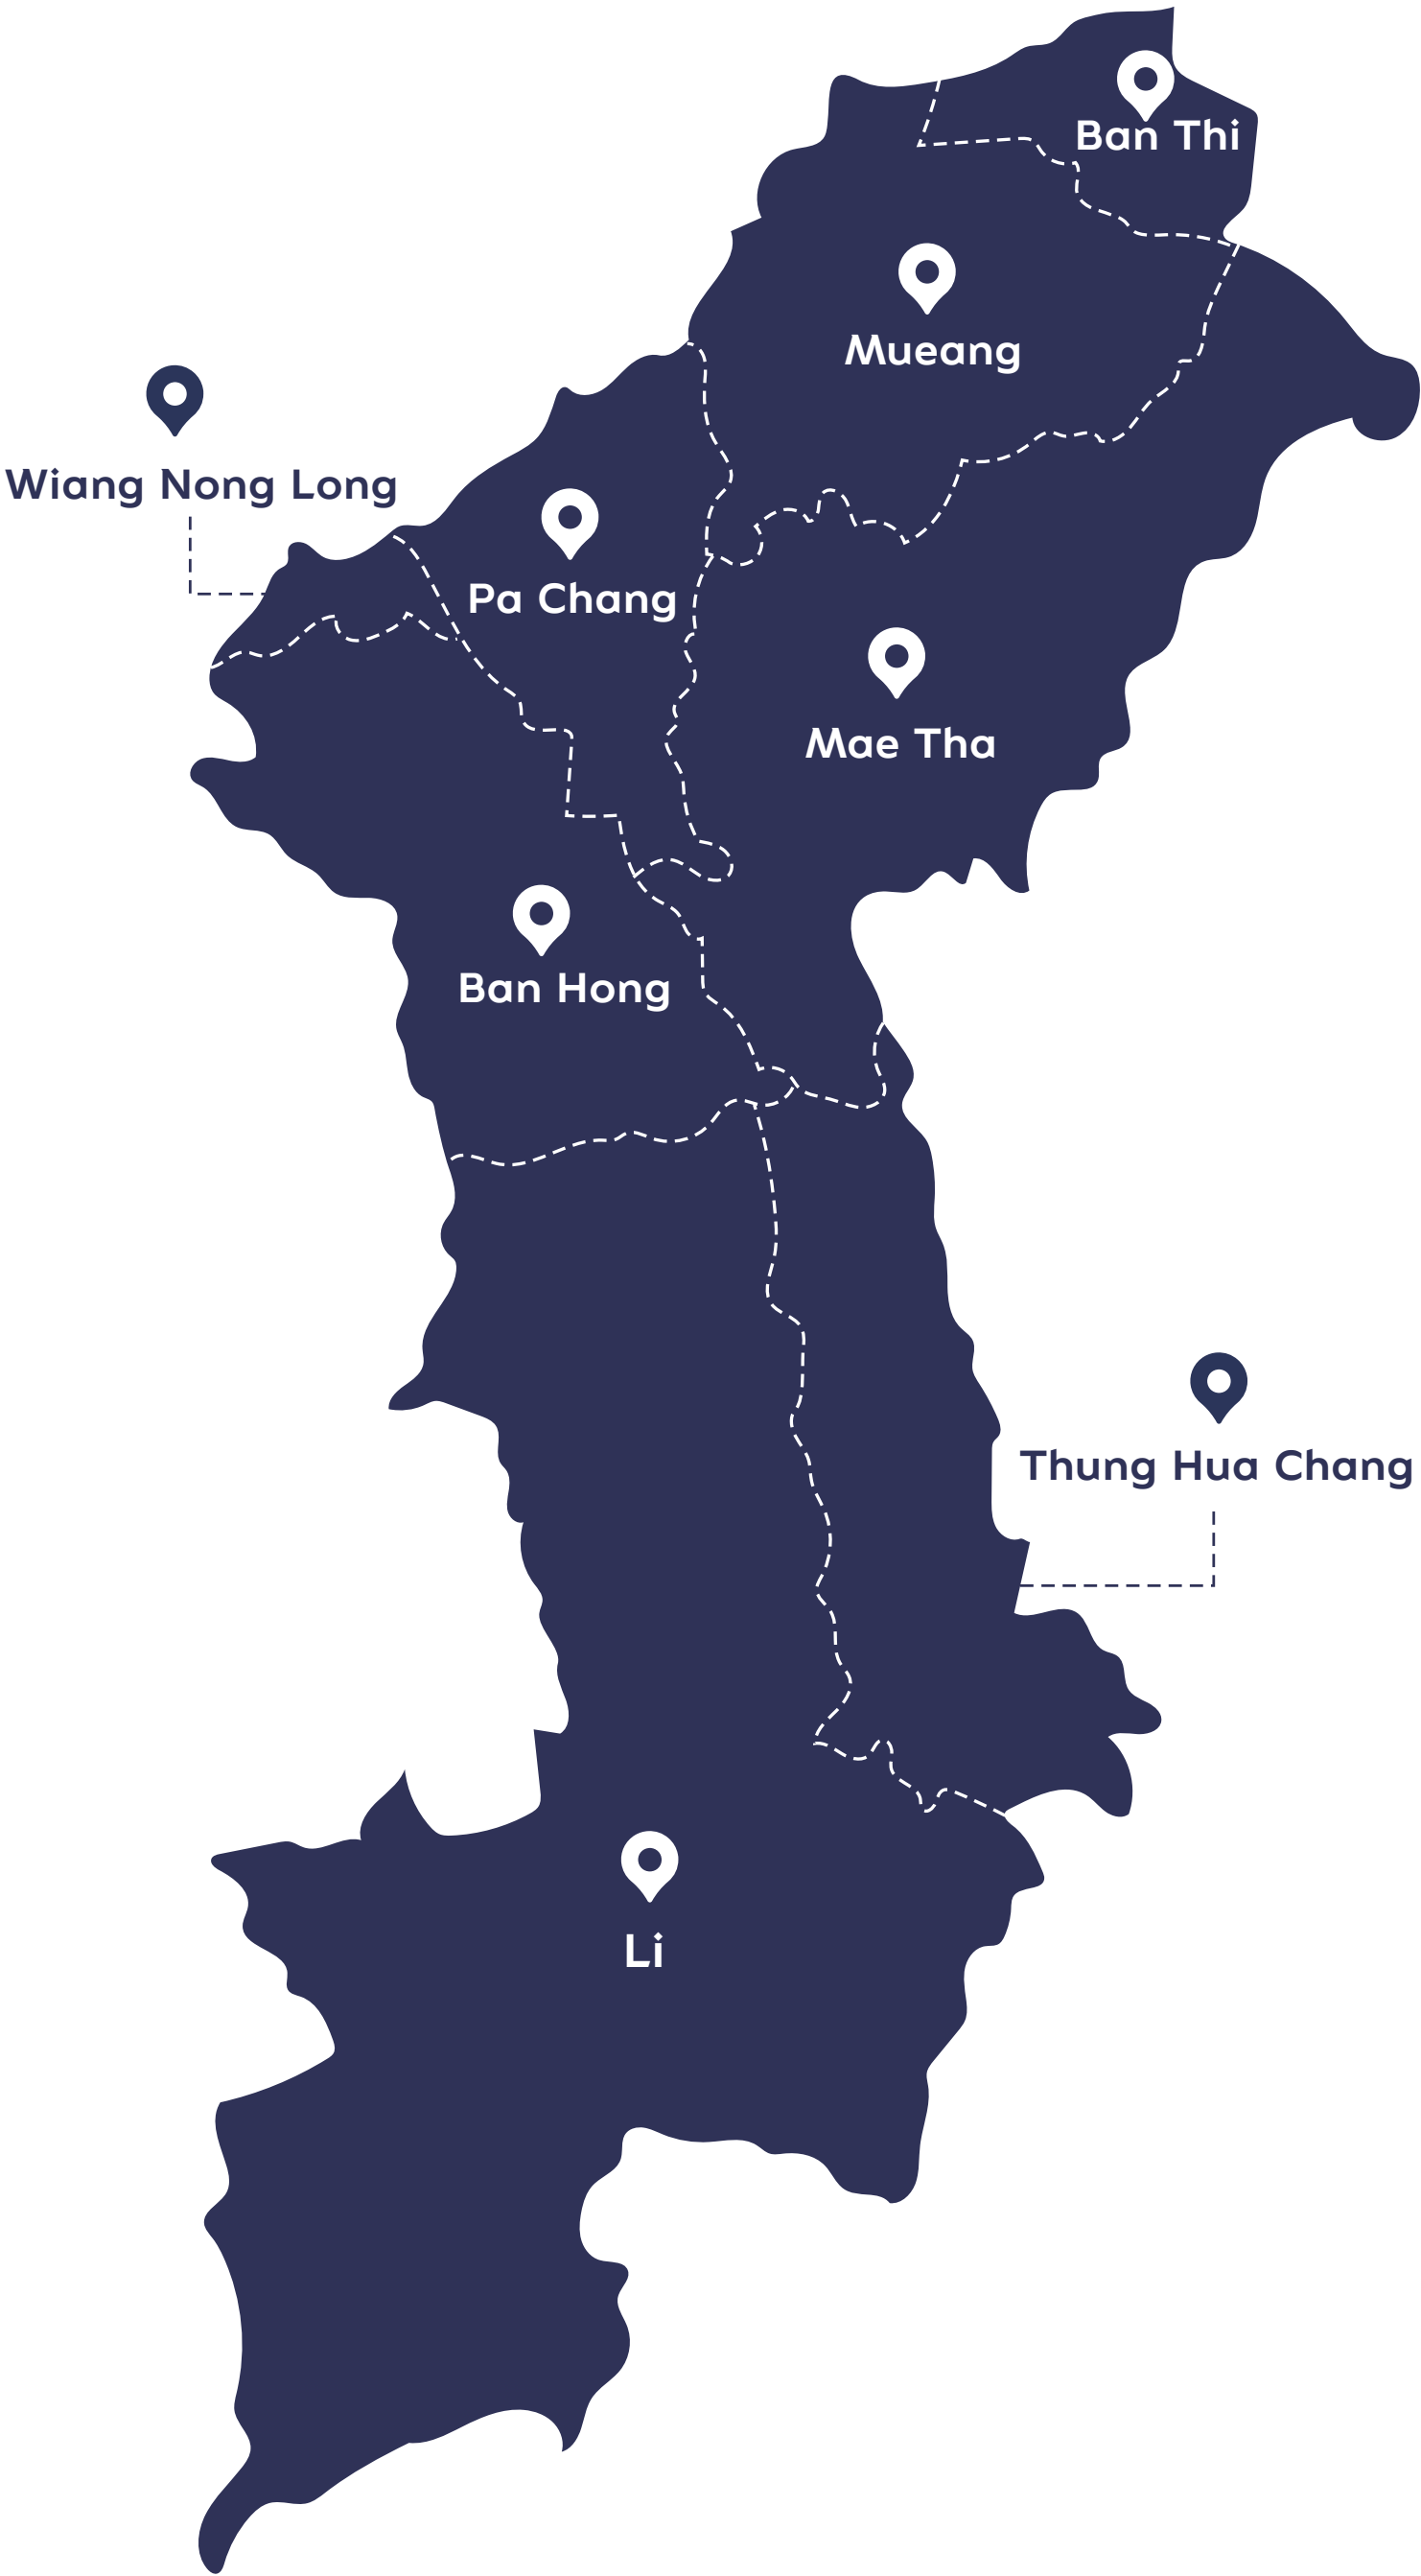 Ban Thi
Mueang
Wiang Nong Long
Pa Chang
Mae Tha
Ban Hong
Thung Hua Chang
Li